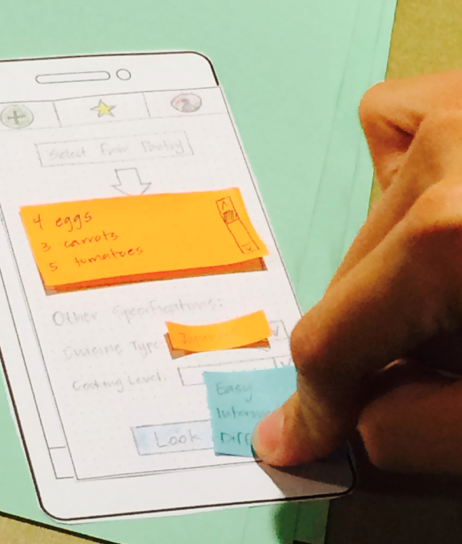 Select from Pantry
4 eggs
3 carrots
5 tomatoes
Other Specifications:
Cuisine Type:
Cooking Level:
Easy
Look